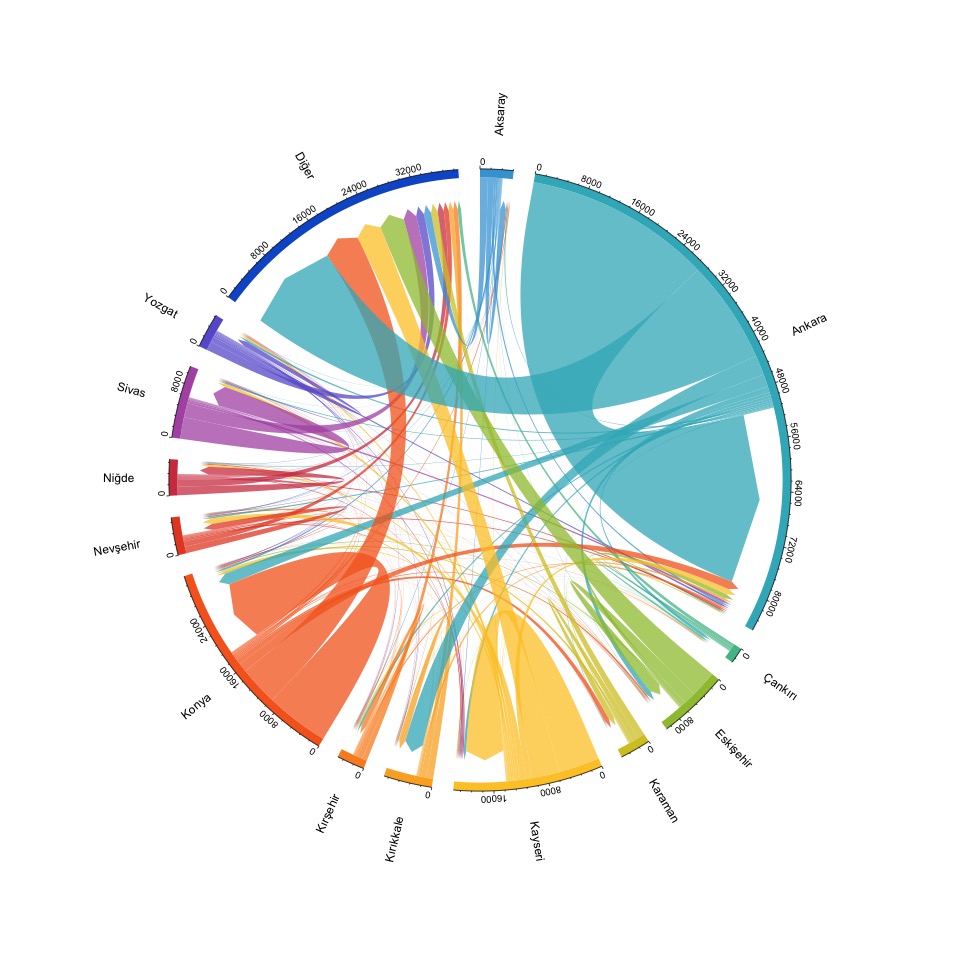 Aksaray
0
Ankara
0
8000
16000
24000
32000
40000
48000
56000
64000
72000
80000
Çankırı
0
Eskişehir
0
8000
Karaman
0
Kayseri
0
8000
16000
Kırıkkale
0
Kırşehir
0
Konya
0
8000
16000
24000
Nevşehir
0
Niğde
0
Sivas
0
8000
Yozgat
0
Diğer
0
8000
16000
24000
32000